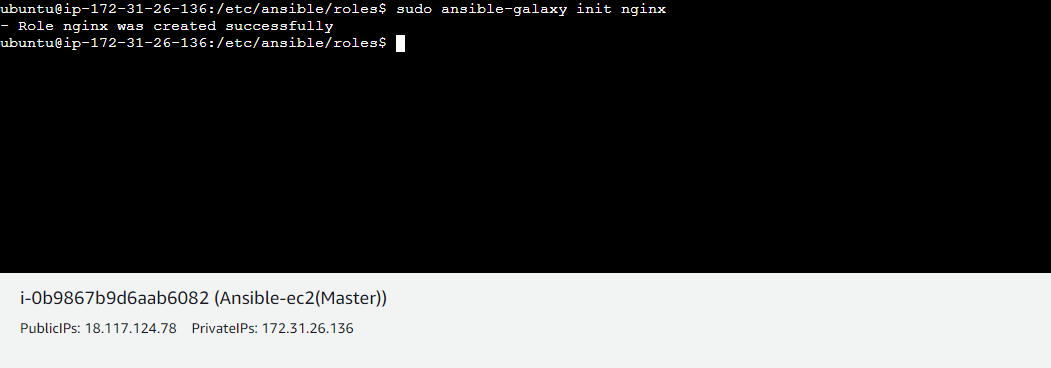 ubuntu@ip-172-31-26-136:/etc/ansible/roles$ sudo ansible-galaxy init nginx
- Role nginx was created successfully
ubuntu@ip-172-31-26-136:/etc/ansible/roles$
i-0b9867b9d6aab6082 (Ansible-ec2(Master))
PublicIPs: 18.117.124.78 PrivateIPs: 172.31.26.136